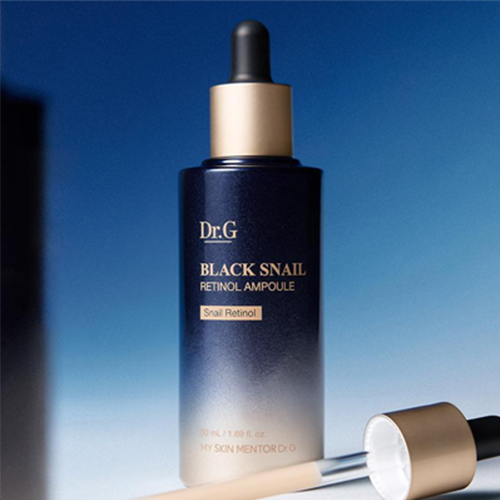 Dr.G
BLACK SNAIL
RETINOL AMPOULE
Snail Retinol
50 mL / 1.69 fl. oz.
MY SKIN MENTOR Dr.G